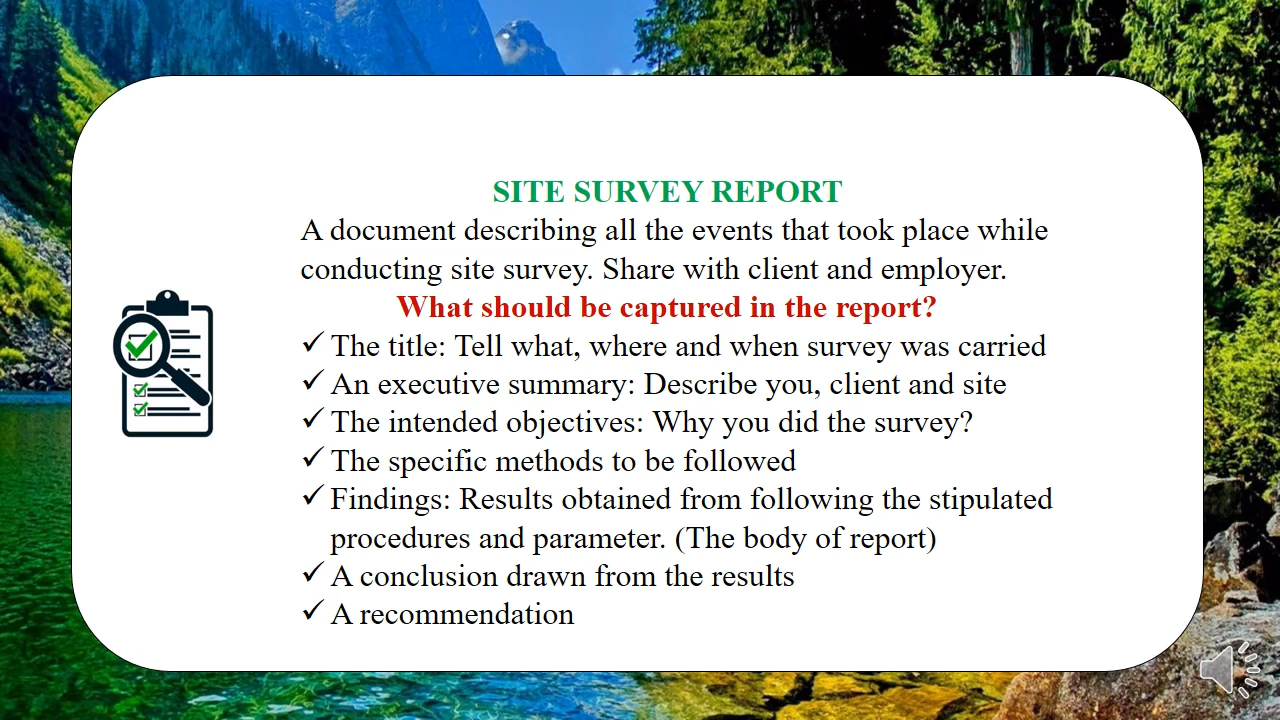 SITE SURVEY REPORT
A document describing all the events that took place while
conducting site survey. Share with client and employer.
What should be captured in the report?
✓ The title: Tell what, where and when survey was carried
✓ An executive summary: Describe you, client and site
✓ The intended objectives: Why you did the survey?
✓ The specific methods to be followed
✓ Findings: Results obtained from following the stipulated
procedures and parameter. (The body of report)
✓ A conclusion drawn from the results
✓ A recommendation